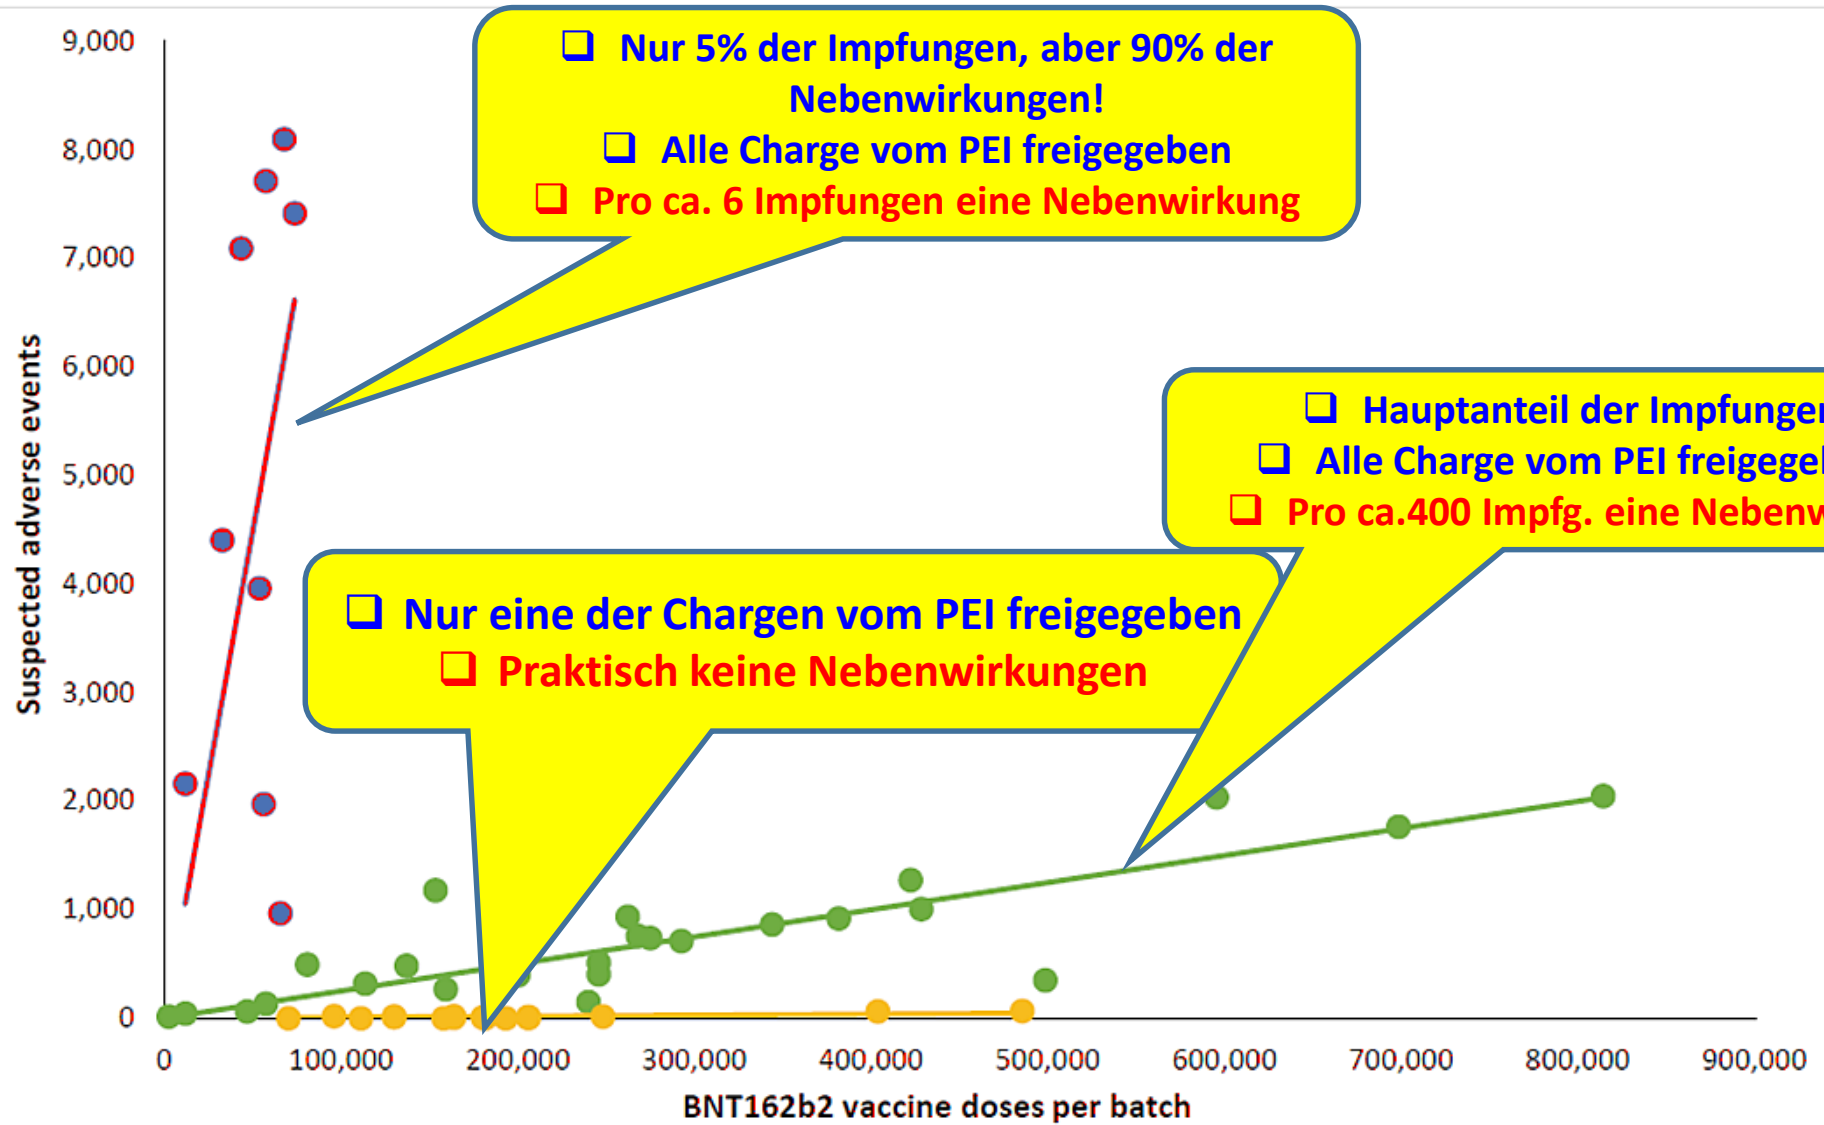 Nur 5% der Impfungen, aber 90% der
Nebenwirkungen!
Alle Charge vom PEI freigegeben
Pro ca. 6 Impfungen eine Nebenwirkung
Hauptanteil der
Alle Charge vom PEI
Pro ca.400 Impfg. eine
Nur eine der Chargen vom PEI freigegeben
Praktisch keine Nebenwirkungen
Suspected adverse events
9,000
8,000
7,000
6,000
5,000
4,000
3,000
2,000
1,000
0
0 100,000 200,000 300,000 400,000 500,000 600,000 700,000 800,000 900,000
BNT162b2 vaccine doses per batch